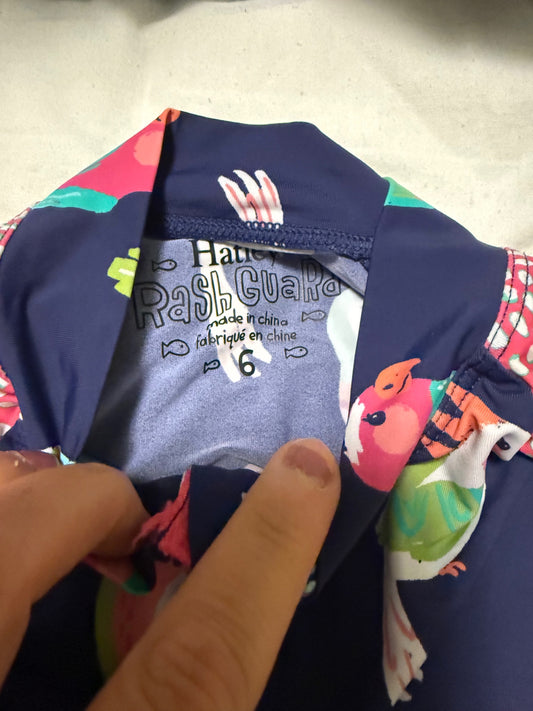 Hatley
RasH GuaRd
made in china
fabriqué en chine
6